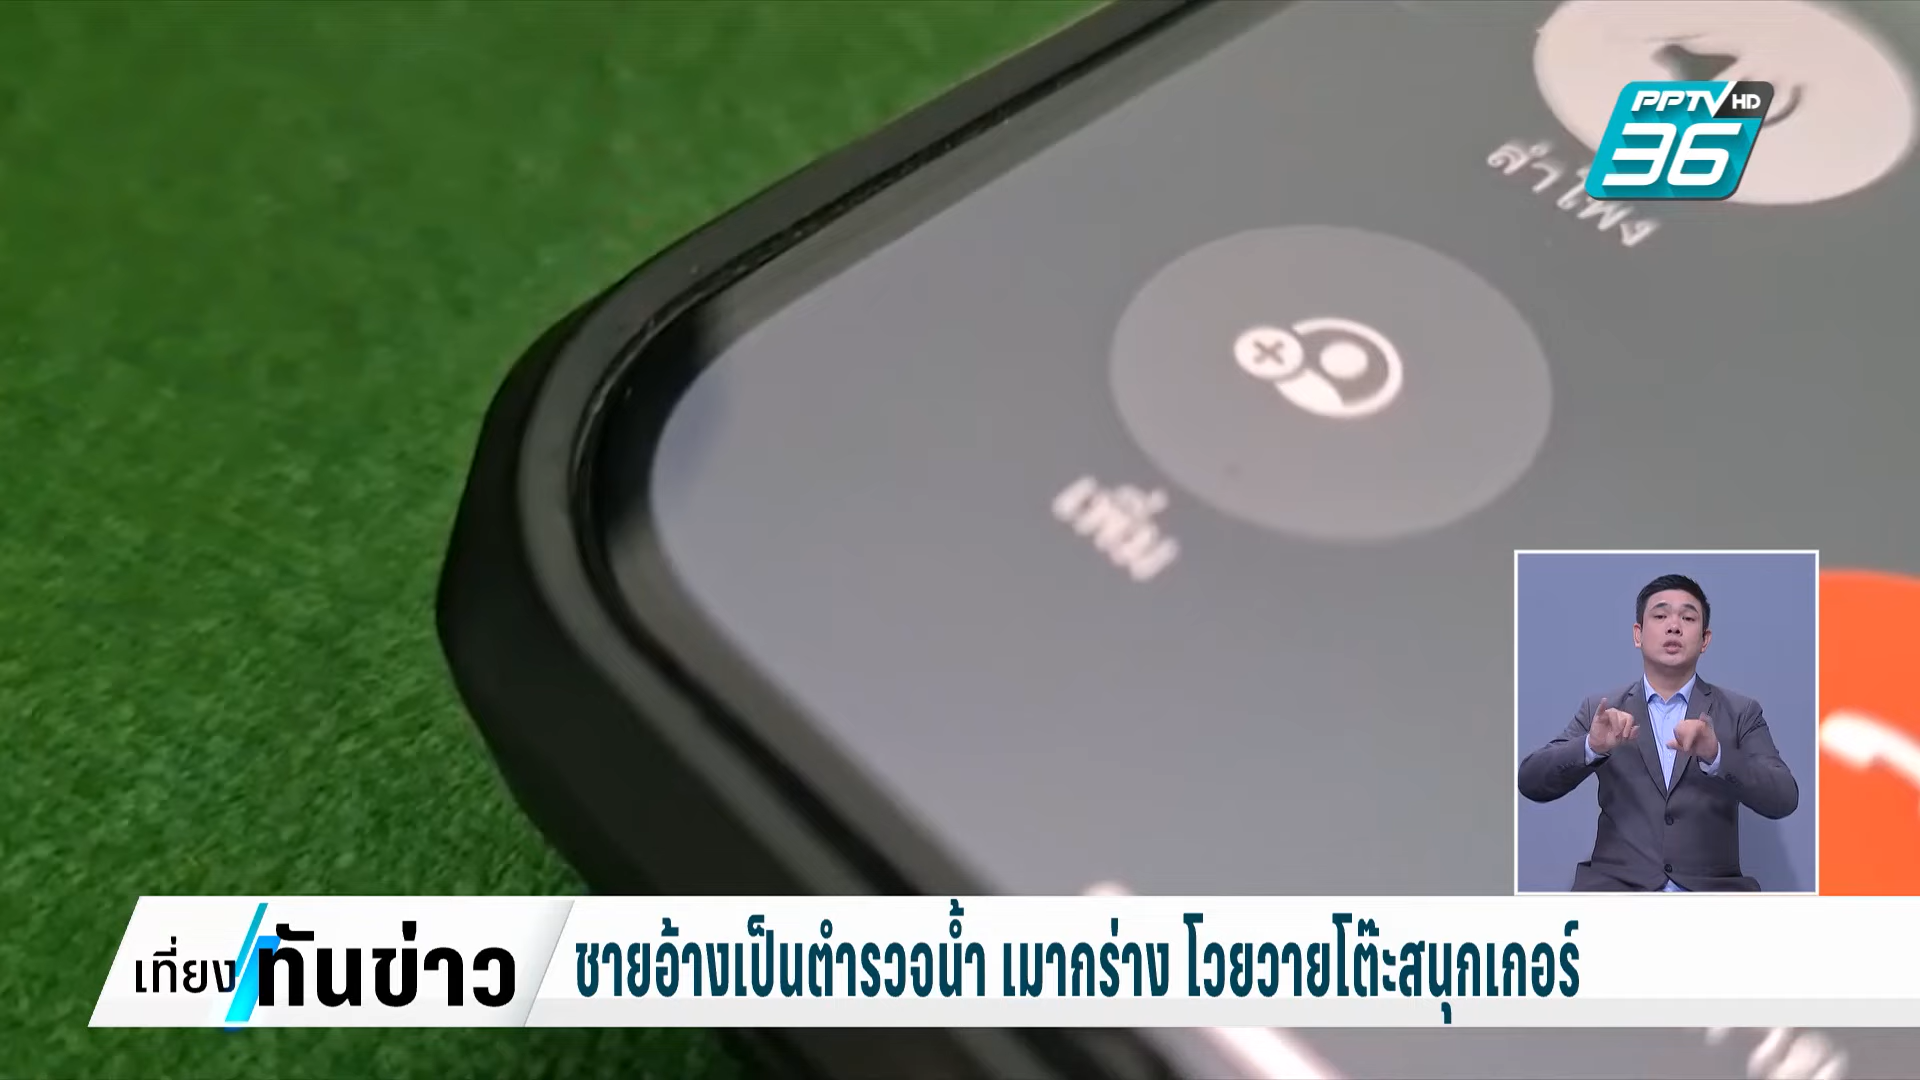 PPTV HD
36
ลำโพง
เพิ่ม
เที่ยง ทันข่าว
ชายอ้างเป็นตำรวจน้ำ เมากร่าง โวยวายโต๊ะสนุกเกอร์